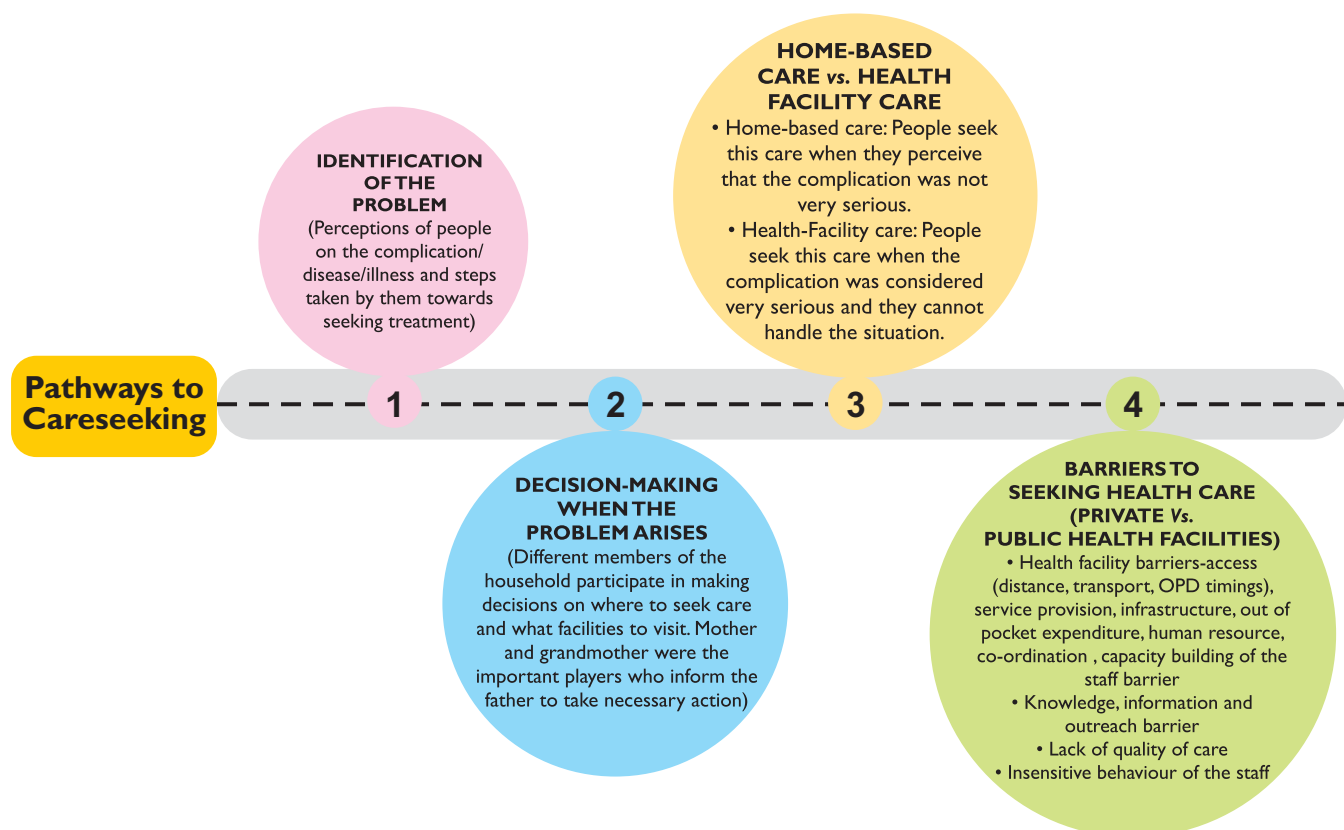 Pathways to
Careseeking
1
IDENTIFICATION
OF THE
PROBLEM
(Perceptions of people
on the complication/
disease/illness and steps
taken by them towards
seeking treatment)
2
DECISION-MAKING
WHEN THE
PROBLEM ARISES
(Different members of the
household participate in making
decisions on where to seek care
and what facilities to visit. Mother
and grandmother were the
important players who inform the
father to take necessary action)
3
HOME-BASED
CARE vs. HEALTH
FACILITY CARE
• Home-based care: People seek
this care when they perceive
that the complication was not
very serious.
• Health-Facility care: People
seek this care when the
complication was considered
very serious and they cannot
handle the situation.
4
BARRIERS TO
SEEKING HEALTH CARE
(PRIVATE Vs.
PUBLIC HEALTH FACILITIES)
• Health facility barriers-access
(distance, transport, OPD timings),
service provision, infrastructure, out of
pocket expenditure, human resource,
co-ordination , capacity building of the
staff barrier
• Knowledge, information and
outreach barrier
• Lack of quality of care
• Insensitive behaviour of the staff